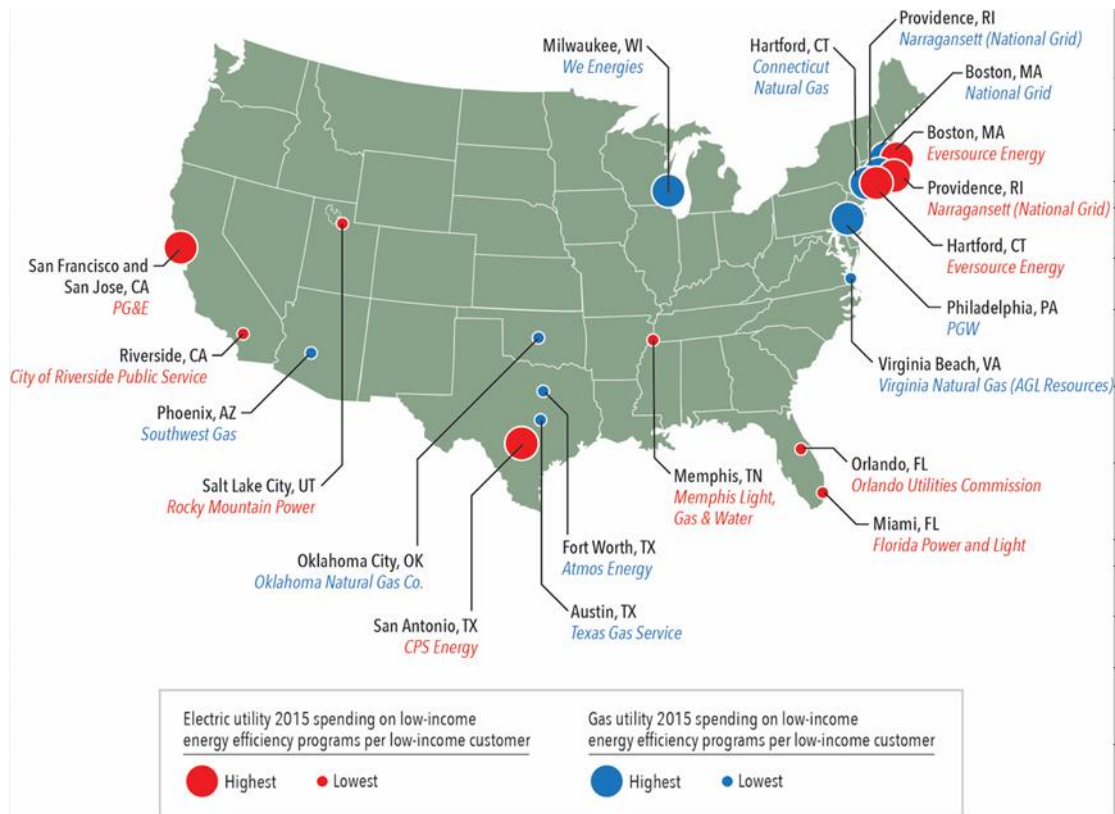 Providence, RI
Narragansett (National Grid)
Milwaukee, WI
We Energies
Hartford, CT
Connecticut
Natural Gas
Boston, MA
National Grid
Boston, MA
Eversource Energy
Providence, RI
Narragansett (National Grid)
Hartford, CT
Eversource Energy
Philadelphia, PA
PGW
Virginia Beach, VA
Virginia Natural Gas (AGL Resources)
San Francisco and
San Jose, CA
PG&E
Riverside, CA
City of Riverside Public Service
Phoenix, AZ
Southwest Gas
Salt Lake City, UT
Rocky Mountain Power
Oklahoma City, OK
Oklahoma Natural Gas Co.
San Antonio, TX
CPS Energy
Fort Worth, TX
Atmos Energy
Austin, TX
Texas Gas Service
Memphis, TN
Memphis Light,
Gas & Water
Orlando, FL
Orlando Utilities Commission
Miami, FL
Florida Power and Light
Electric utility 2015 spending on low-income
energy efficiency programs per low-income customer
Highest
Lowest
Gas utility 2015 spending on low-income
energy efficiency programs per low-income customer
Highest
Lowest